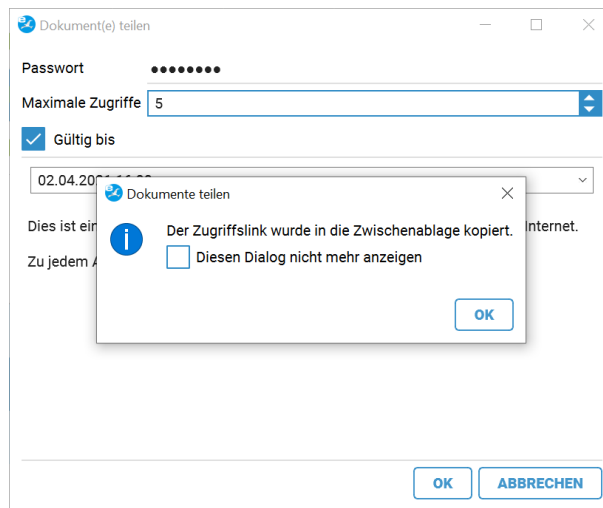 Dokument(e) teilen
Passwort ●●●●●●●●
Maximale Zugriffe 5
Gültig bis
Dokumente teilen
Der Zugriffslink wurde in die Zwischenablage kopiert.
Diesen Dialog nicht mehr anzeigen
OK
Dies ist
Internet.
Zu jedem
OK ABBRECHEN